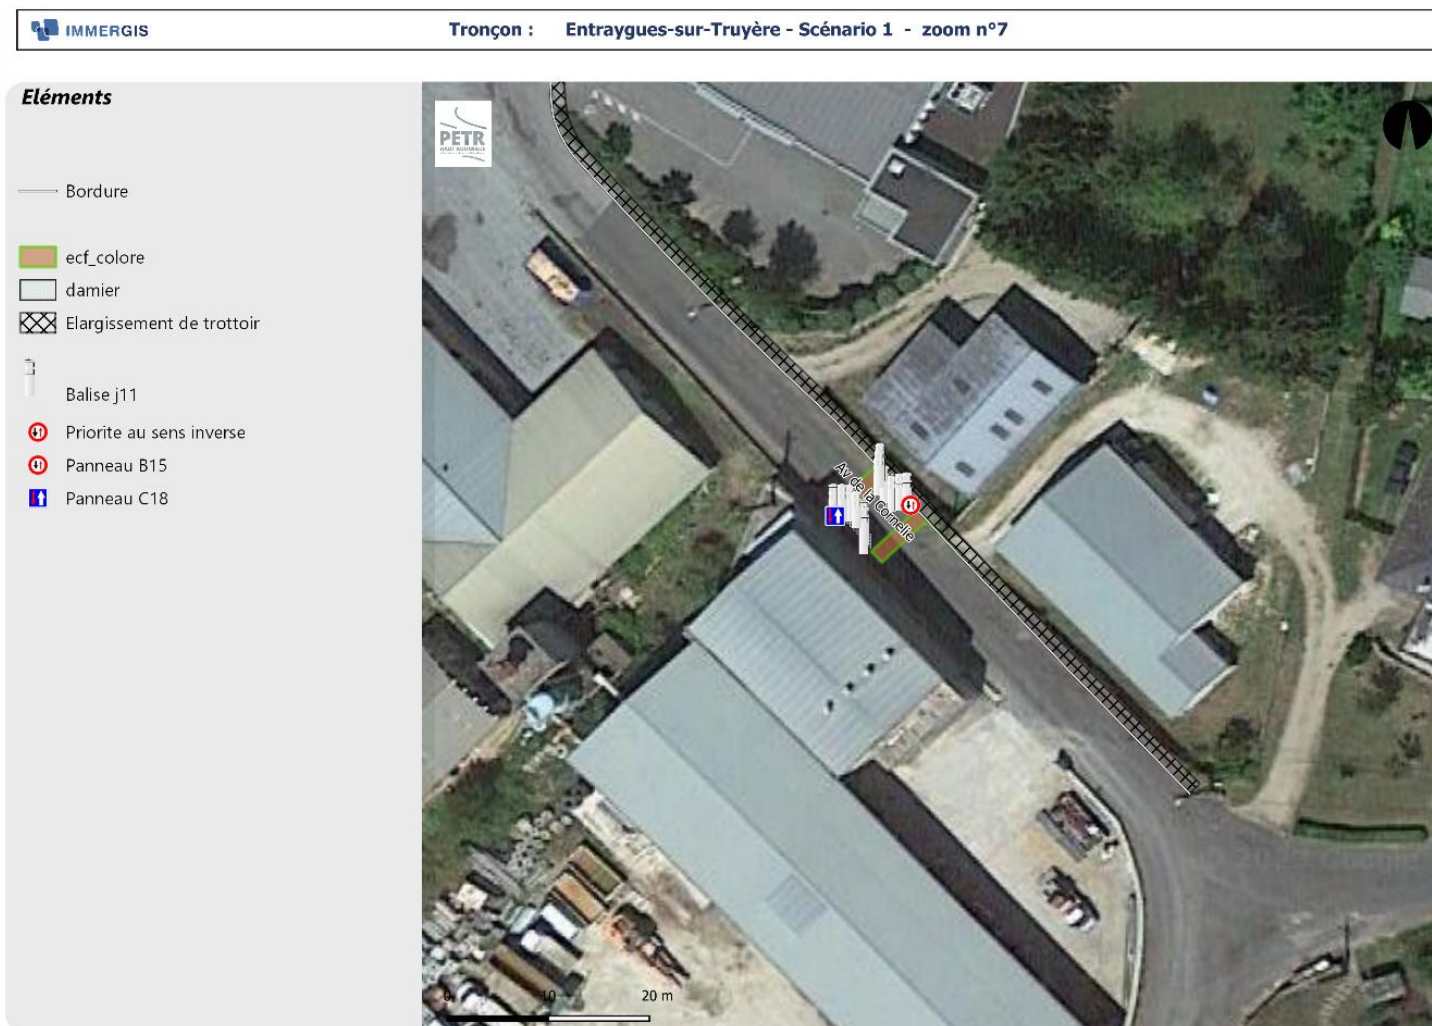 IMMERGIS
Tronçon : Entraygues-sur-Truyère - Scénario 1 - zoom n°7
Eléments
PETR
Bordure
ecf_colore
damier
Elargissement de trottoir
Balise j11
Priorite au sens inverse
Panneau B15
Panneau C18
Av de la Cornelie
0 10 20 m